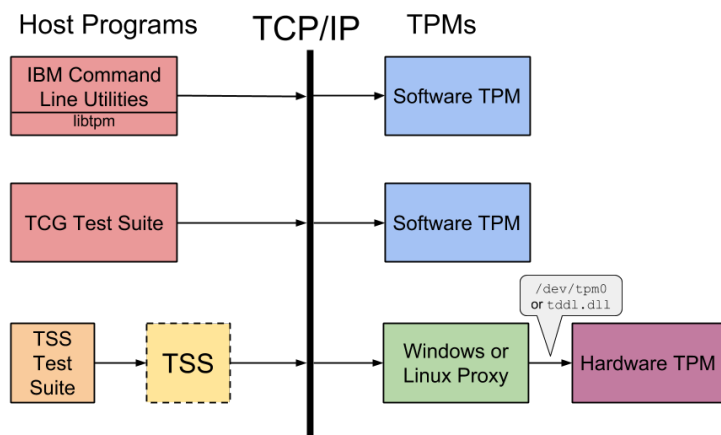 Host Programs
TCP/IP
TPMs
IBM Command
Line Utilities
libtpm
Software TPM
TCG Test Suite
Software TPM
/dev/tpm0
or tddl.dll
TSS
Test
Suite
TSS
Windows or
Linux Proxy
Hardware TPM